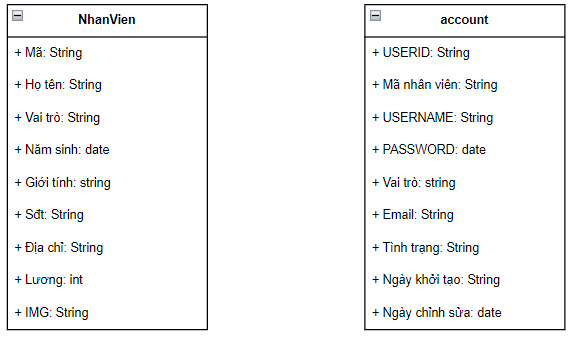 NhanVien
+ Mã: String
+ Họ tên: String
+ Vai trò: String
+ Năm sinh: date
+ Giới tính: string
+ Sđt: String
+ Địa chỉ: String
+ Lương: int
+ IMG: String
account
+ USERID: String
+ Mã nhân viên: String
+ USERNAME: String
+ PASSWORD: date
+ Vai trò: string
+ Email: String
+ Tình trạng: String
+ Ngày khởi tạo: String
+ Ngày chỉnh sửa: date